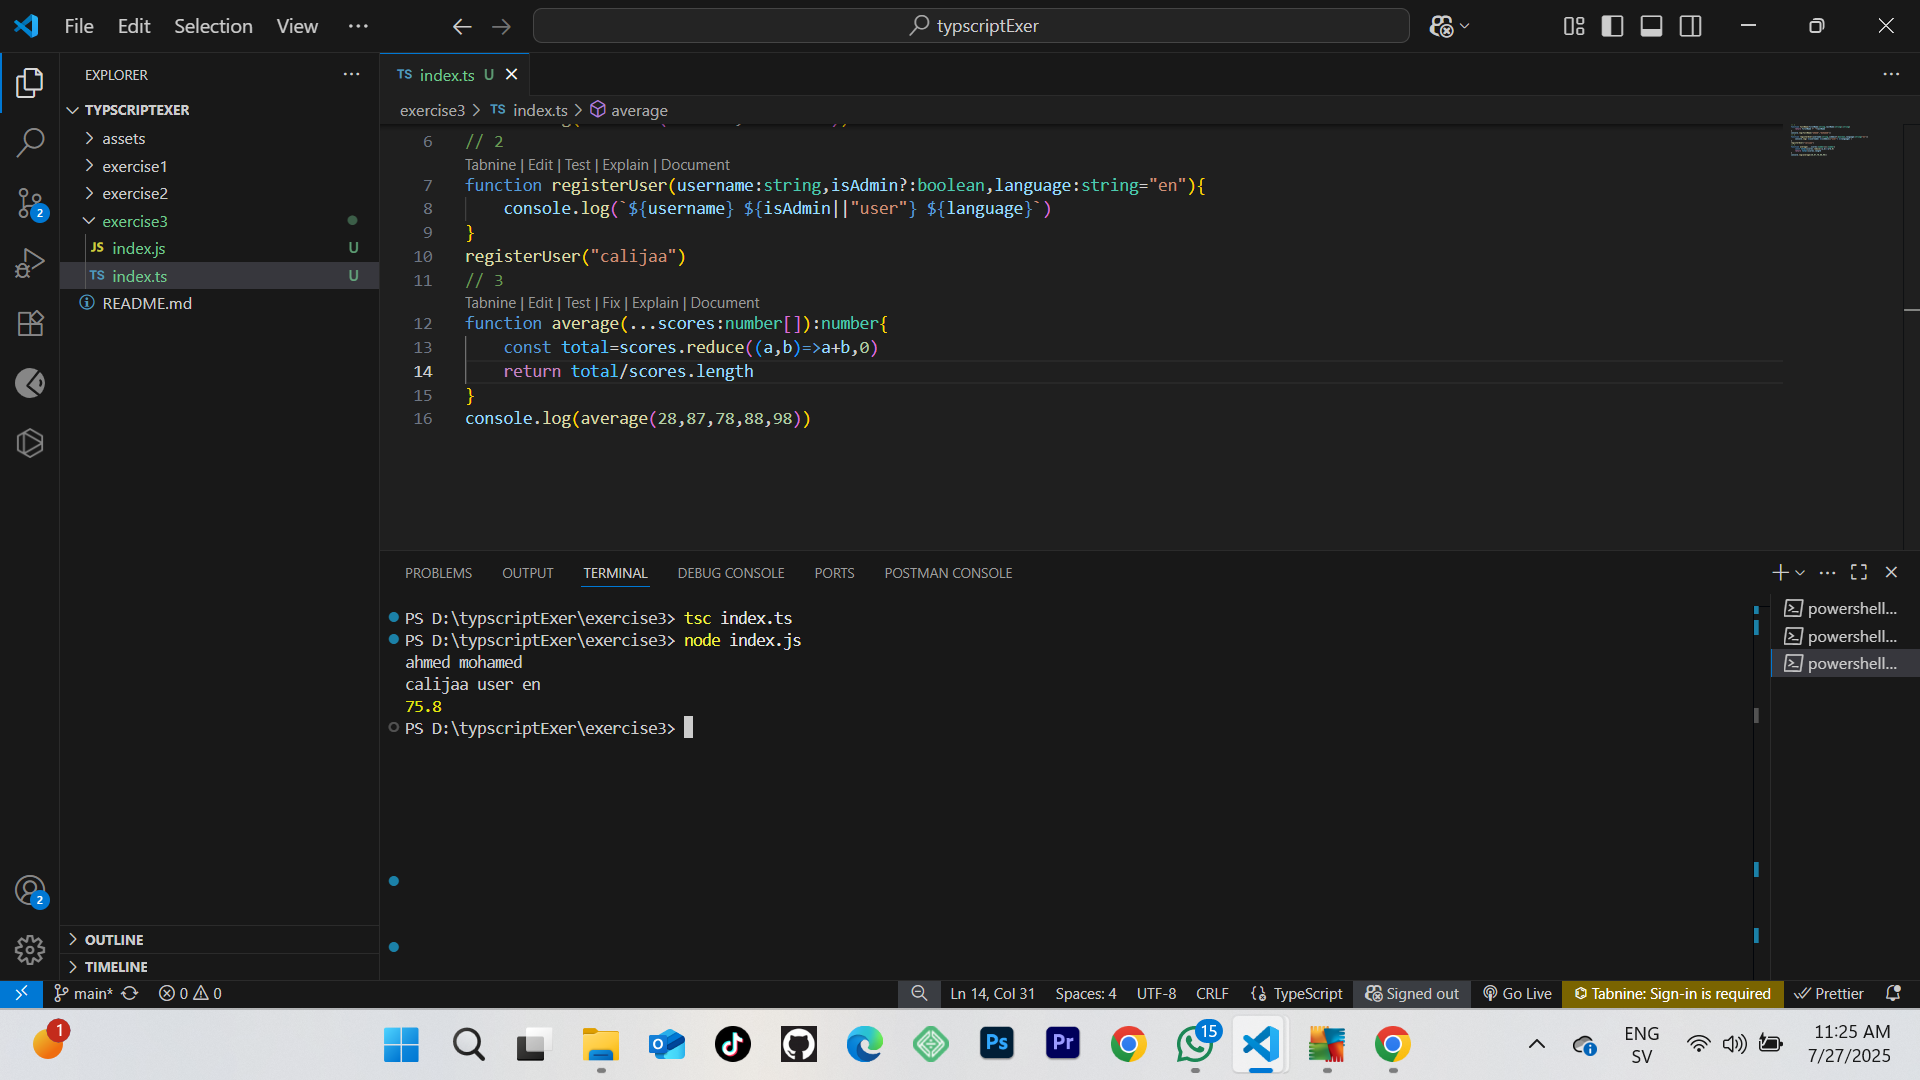 File Edit Selection View
typscriptExer
EXPLORER
TYPSCRIPTEXER
assets
exercise1
exercise2
exercise3
JS index.js U
TS index.ts U
README.md
OUTLINE
TIMELINE
2
2
TS index.ts U
exercise3 > TS index.ts > average
6 // 2
Tabnine | Edit | Test | Explain | Document
7 function registerUser(username:string,isAdmin?:boolean,language:string="en"){
8 console.log(`${username} ${isAdmin||"user"} ${language}`)
9 }
10 registerUser("calijaa")
11 // 3
Tabnine | Edit | Test | Fix | Explain | Document
12 function average(...scores:number[]):number{
13 const total=scores.reduce((a,b)=>a+b,0)
14 return total/scores.length
15 }
16 console.log(average(28,87,78,88,98))
PROBLEMS OUTPUT TERMINAL DEBUG CONSOLE PORTS POSTMAN CONSOLE
PS D:\typscriptExer\exercise3> tsc index.ts
PS D:\typscriptExer\exercise3> node index.js
ahmed mohamed
calijaa user en
75.8
PS D:\typscriptExer\exercise3>
powershell...
powershell...
powershell...
main* 0 0 Ln 14, Col 31 Spaces: 4 UTF-8 CRLF {} TypeScript Signed out Go Live Tabnine: Sign-in is required Prettier
1
Ps
Pr
15
ENG
SV
11:25 AM
7/27/2025